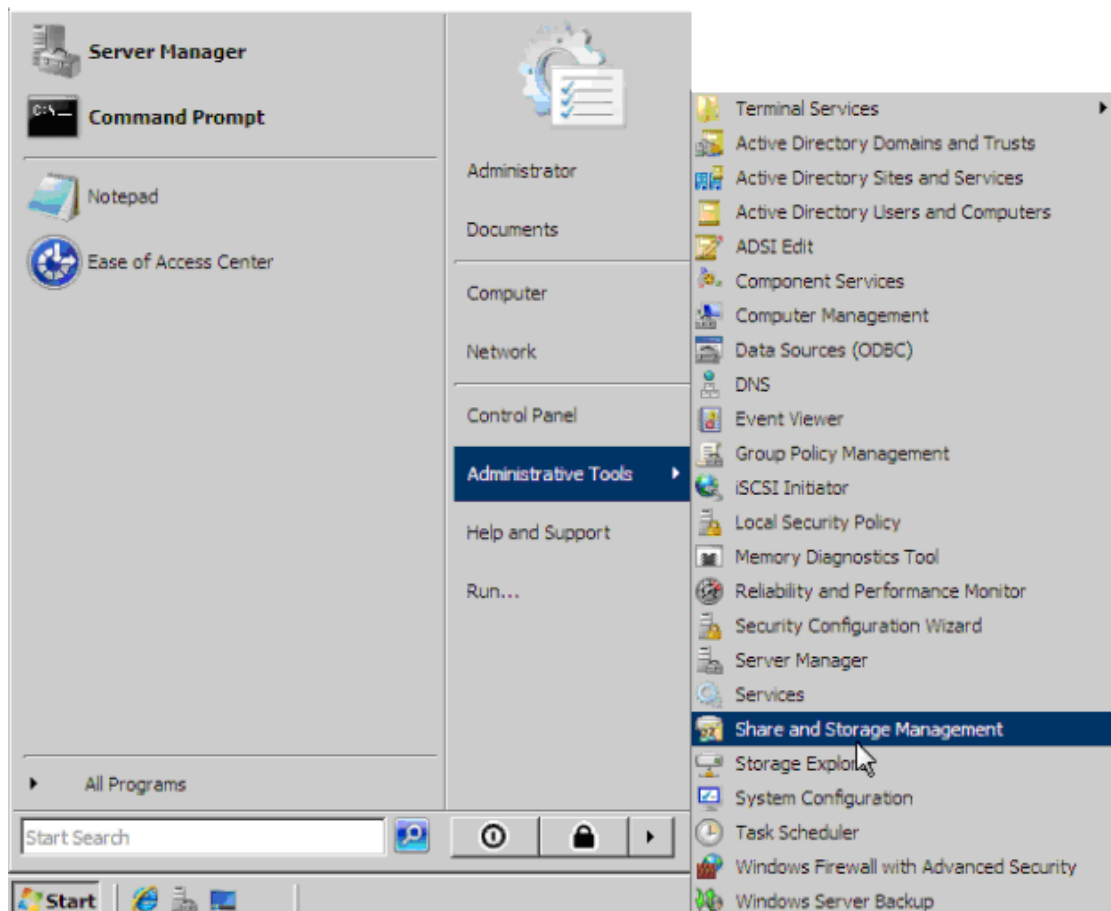 Server Manager
Command Prompt
Notepad
Ease of Access Center
All Programs
Start Search
Start
Administrator
Documents
Computer
Network
Control Panel
Administrative Tools
Help and Support
Run...
Terminal Services
Active Directory Domains and Trusts
Active Directory Sites and Services
Active Directory Users and Computers
ADSI Edit
Component Services
Computer Management
Data Sources (ODBC)
DNS
Event Viewer
Group Policy Management
iSCSI Initiator
Local Security Policy
Memory Diagnostics Tool
Reliability and Performance Monitor
Security Configuration Wizard
Server Manager
Services
Share and Storage Management
Storage Explorer
System Configuration
Task Scheduler
Windows Firewall with Advanced Security
Windows Server Backup